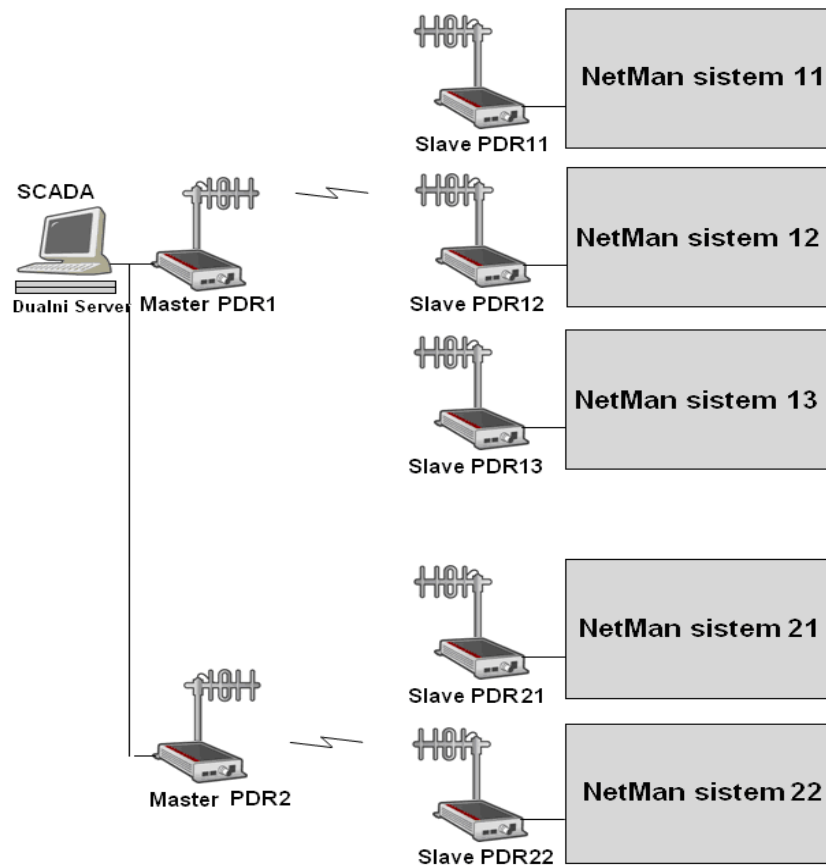 NetMan sistem 11
Slave PDR11
SCADA
Dualni Server
Master PDR1
NetMan sistem 12
Slave PDR12
NetMan sistem 13
Slave PDR13
NetMan sistem 21
Slave PDR21
Master PDR2
NetMan sistem 22
Slave PDR22